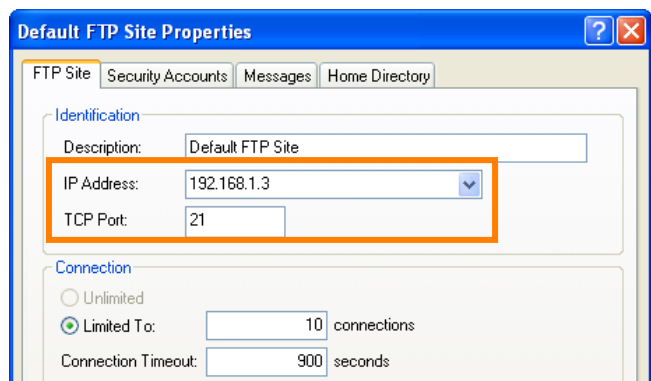 Default FTP Site Properties
FTP Site Security Accounts Messages Home Directory
Identification
Description: Default FTP Site
IP Address: 192.168.1.3
TCP Port: 21
Connection
Unlimited
Limited To: 10 connections
Connection Timeout: 900 seconds